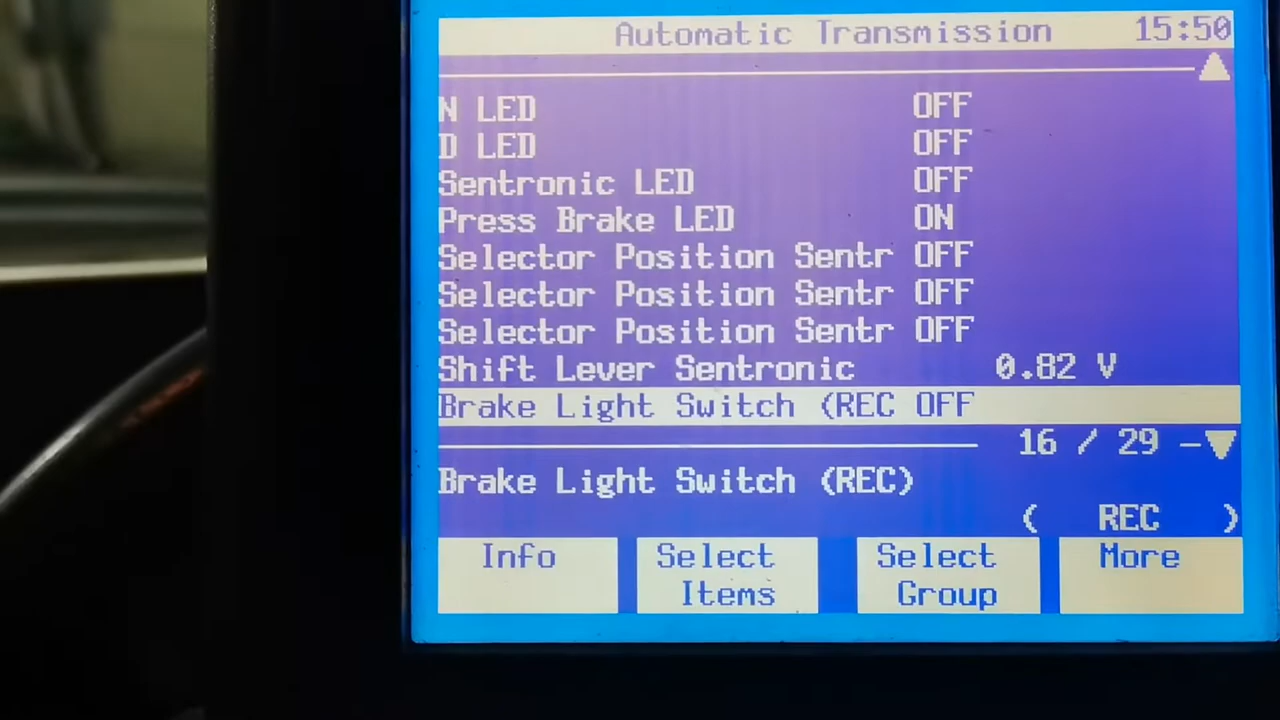 Automatic Transmission 15:50
N LED OFF
D LED OFF
Sentronic LED OFF
Press Brake LED ON
Selector Position Sentr OFF
Selector Position Sentr OFF
Selector Position Sentr OFF
Shift Lever Sentronic 0.82 V
Brake Light Switch (REC OFF
16 / 29
Brake Light Switch (REC)
( REC )
Info
Select Items
Select Group
More